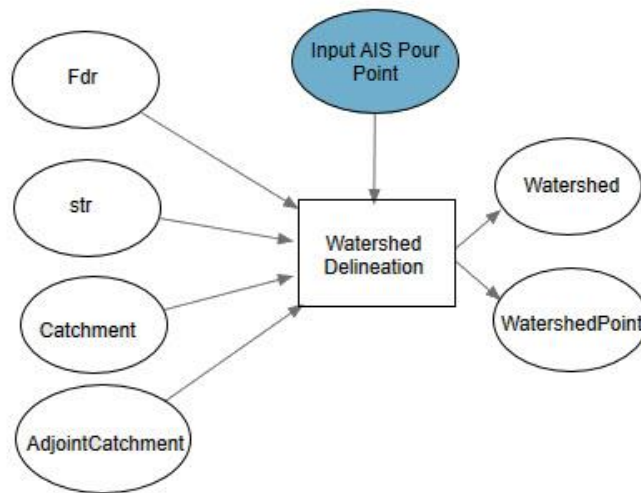 Input AIS Pour
Point
Fdr
str
Catchment
AdjointCatchment
Watershed
Delineation
Watershed
WatershedPoint